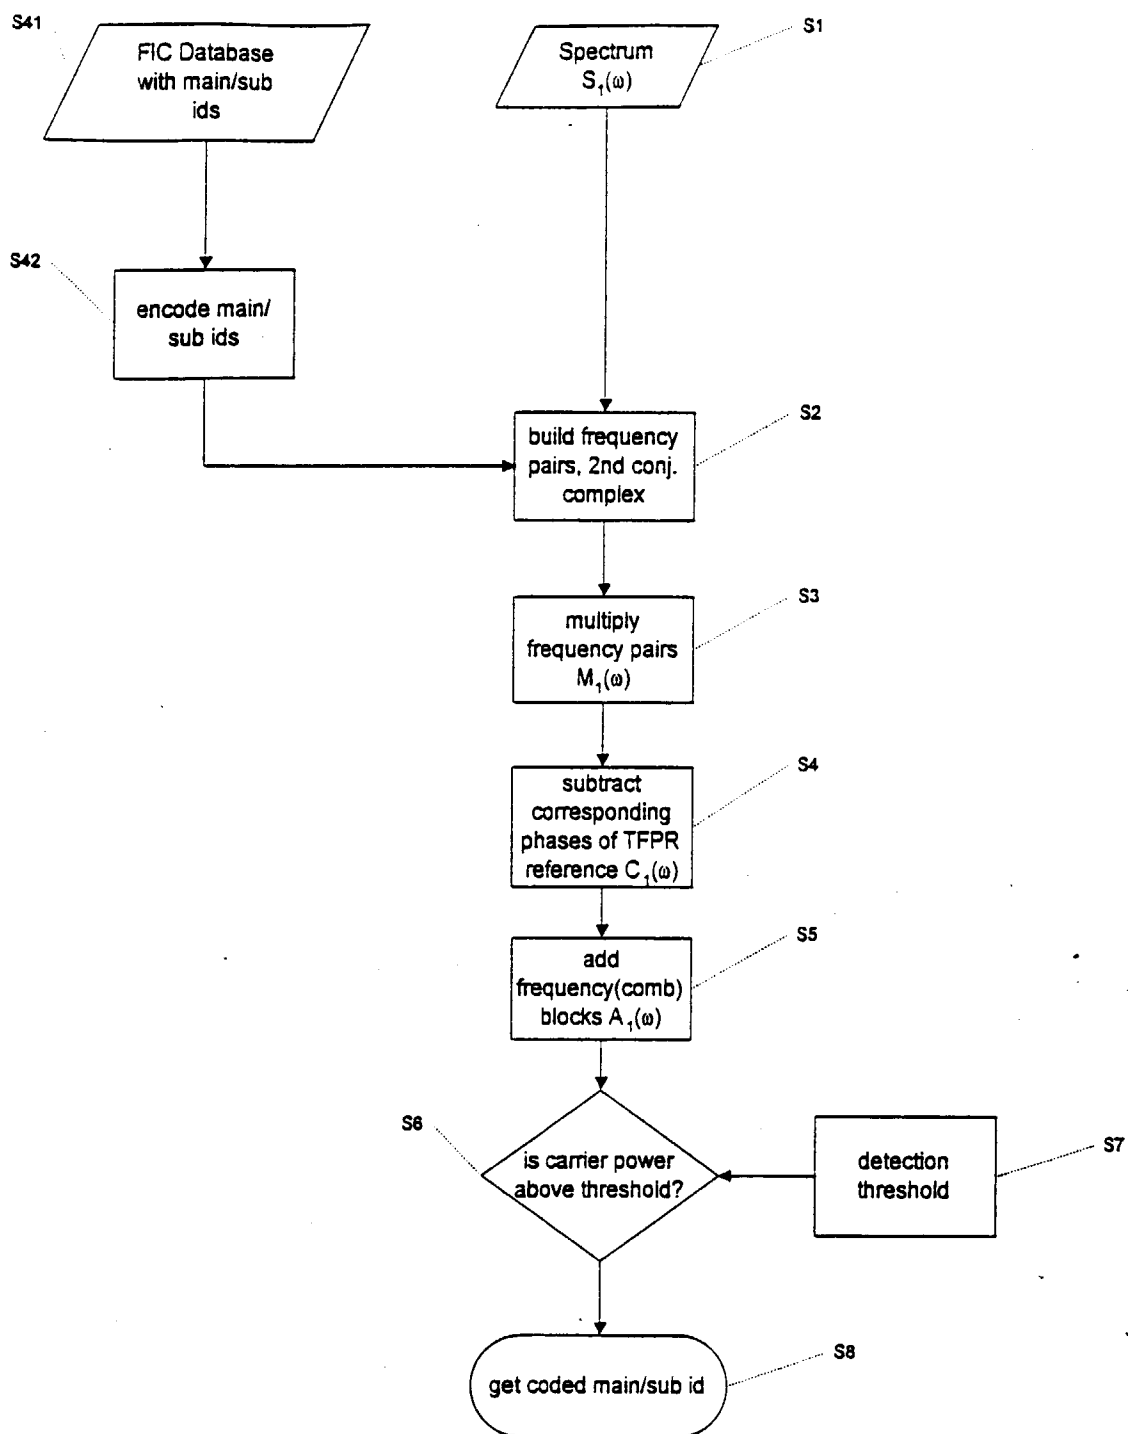 S41
FIC Database
with main/sub
ids
S1
Spectrum
S₁(ω)
S42
encode main/
sub ids
S2
build frequency
pairs, 2nd conj.
complex
S3
multiply
frequency pairs
M₁(ω)
S4
subtract
corresponding
phases of TFPR
reference C₁(ω)
S5
add
frequency(comb)
blocks A₁(ω)
S6
is carrier power
above threshold?
S7
detection
threshold
S8
get coded main/sub id